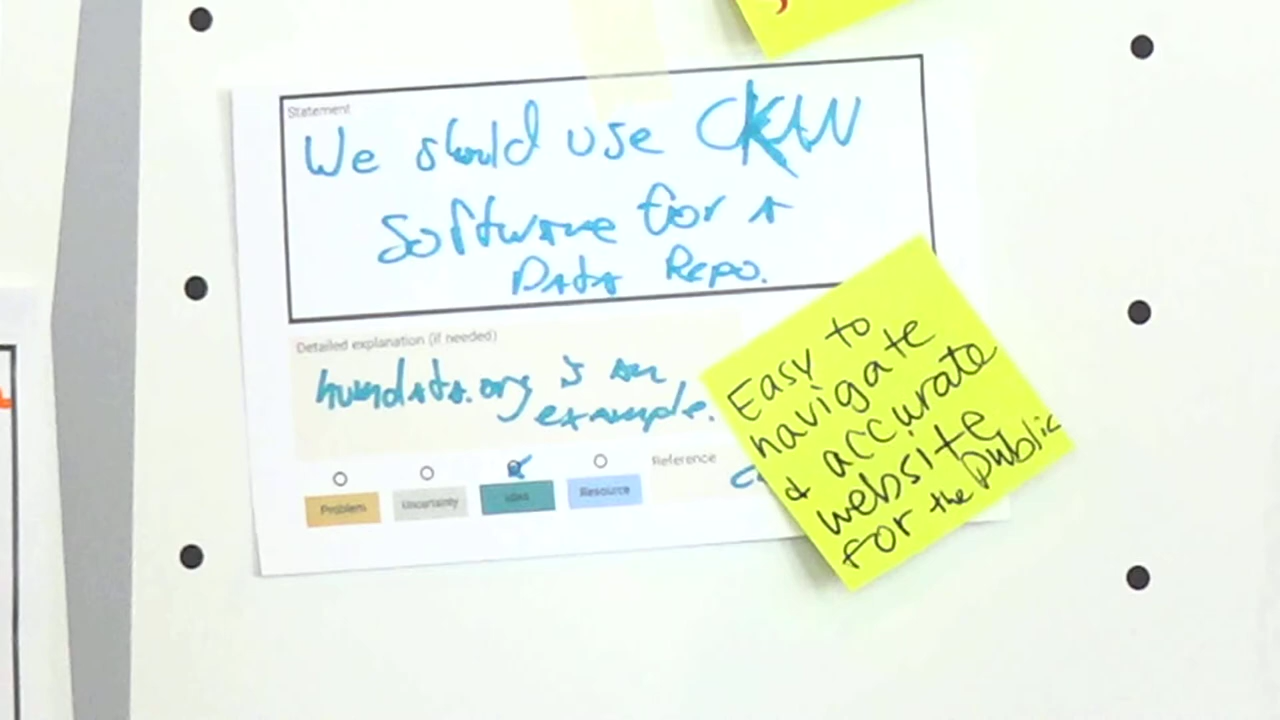 Statement
We should use CKAN
Software for a
Data Repo.
Detailed explanation (if needed)
humdata.org is an
example.
Reference
Problem
Uncertainty
Idea
Resource
Easy to
navigate
& accurate
website
for the public